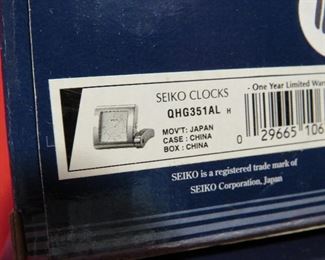 - One Year Limited War
SEIKO CLOCKS
QHG351AL H
MOV'T: JAPAN
CASE : CHINA
BOX : CHINA
0 29665 106
SEIKO is a registered trade mark of
SEIKO Corporation, Japan